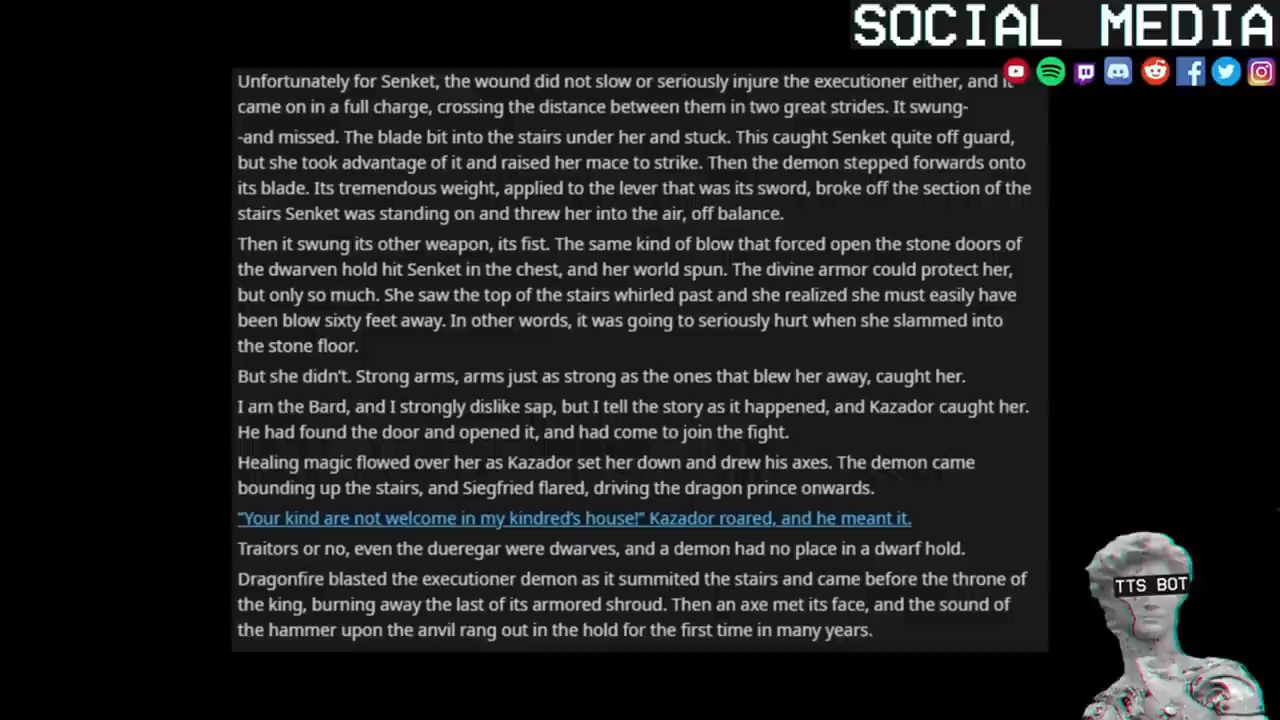 SOCIAL MEDIA
Unfortunately for Senket, the wound did not slow or seriously injure the executioner either, and it
came on in a full charge, crossing the distance between them in two great strides. It swung-
-and missed. The blade bit into the stairs under her and stuck. This caught Senket quite off guard,
but she took advantage of it and raised her mace to strike. Then the demon stepped forwards onto
its blade. Its tremendous weight, applied to the lever that was its sword, broke off the section of the
stairs Senket was standing on and threw her into the air, off balance.
Then it swung its other weapon, its fist. The same kind of blow that forced open the stone doors of
the dwarven hold hit Senket in the chest, and her world spun. The divine armor could protect her,
but only so much. She saw the top of the stairs whirled past and she realized she must easily have
been blow sixty feet away. In other words, it was going to seriously hurt when she slammed into
the stone floor.
But she didn't. Strong arms, arms just as strong as the ones that blew her away, caught her.
I am the Bard, and I strongly dislike sap, but I tell the story as it happened, and Kazador caught her.
He had found the door and opened it, and had come to join the fight.
Healing magic flowed over her as Kazador set her down and drew his axes. The demon came
bounding up the stairs, and Siegfried flared, driving the dragon prince onwards.
"Your kind are not welcome in my kindred's house!" Kazador roared, and he meant it.
Traitors or no, even the dueregar were dwarves, and a demon had no place in a dwarf hold.
Dragonfire blasted the executioner demon as it summited the stairs and came before the throne of
the king, burning away the last of its armored shroud. Then an axe met its face, and the sound of
the hammer upon the anvil rang out in the hold for the first time in many years.
TTS BOT